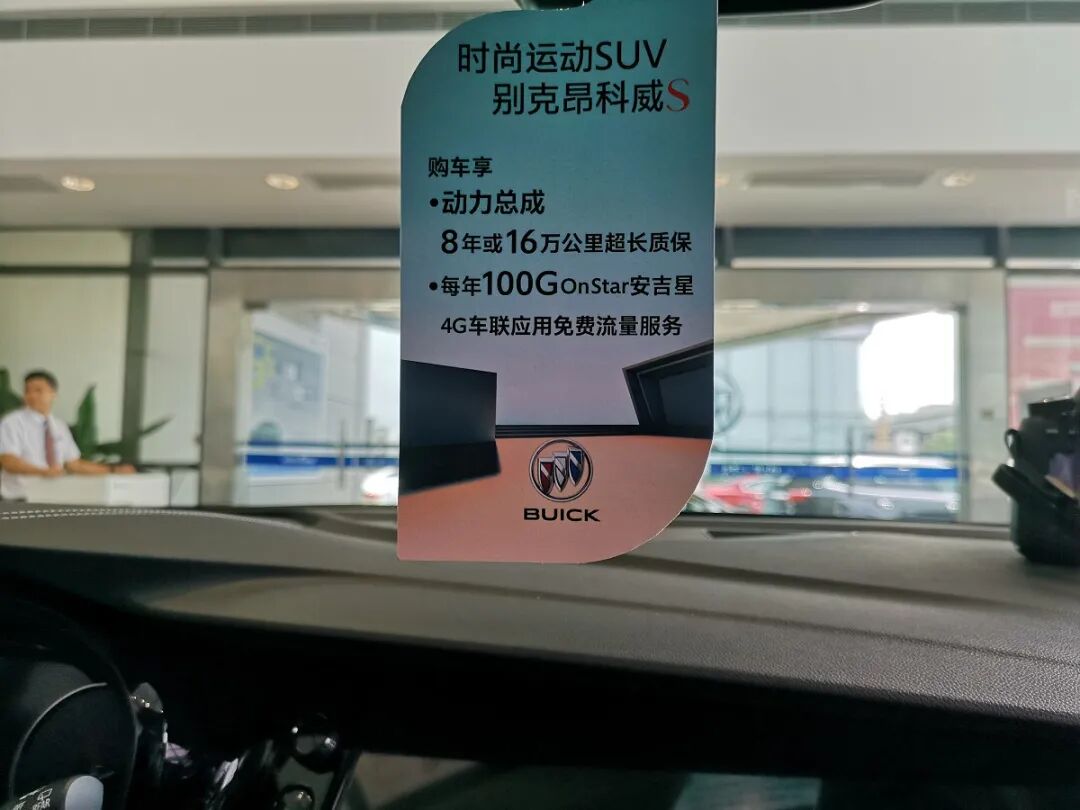 时尚运动SUV
别克昂科威S
购车享
•动力总成
8年或16万公里超长质保
•每年100G OnStar安吉星
4G车联应用免费流量服务
BUICK